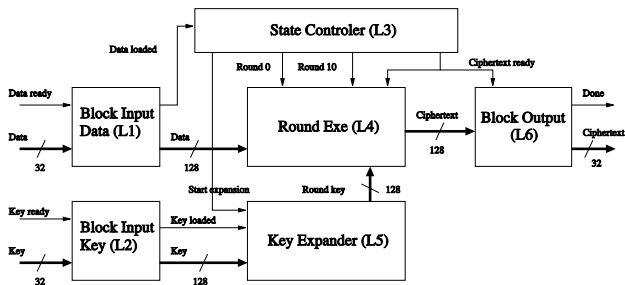 State Controler (L3)
Data loaded
Round 0
Round 10
Ciphertext ready
Data ready
Block Input
Data (L1)
Data
32
Data
128
Round Exe (L4)
Ciphertext
128
Block Output
(L6)
Done
Ciphertext
32
Start expansion
Round key
128
Key ready
Block Input
Key (L2)
Key loaded
Key
32
Key
128
Key Expander (L5)